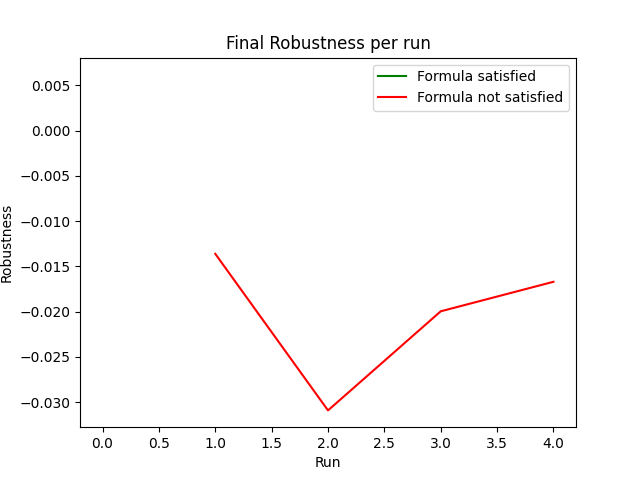 Final Robustness per run
Formula satisfied
Formula not satisfied
0.005
0.000
−0.005
−0.010
−0.015
−0.020
−0.025
−0.030
Robustness
0.0 0.5 1.0 1.5 2.0 2.5 3.0 3.5 4.0
Run